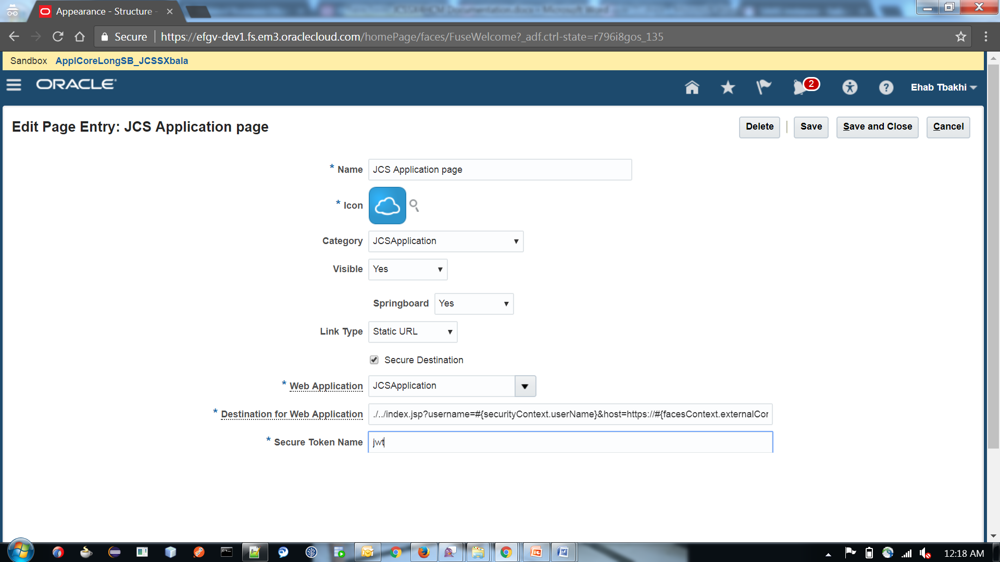 Appearance - Structure -
Secure https://efgv-dev1.fs.em3.oraclecloud.com/homePage/faces/FuseWelcome?_adf.ctrl-state=r796i8gos_135
Sandbox ApplCoreLongSB_JCSSXbala
ORACLE
2
Ehab Tbakhi
Edit Page Entry: JCS Application page
Delete
Save
Save and Close
Cancel
* Name JCS Application page
* Icon
Category JCSApplication
Visible Yes
Springboard Yes
Link Type Static URL
Secure Destination
* Web Application JCSApplication
* Destination for Web Application ./../index.jsp?username=#{securityContext.userName}&host=https://#{facesContext.externalCor
* Secure Token Name jwt
12:18 AM